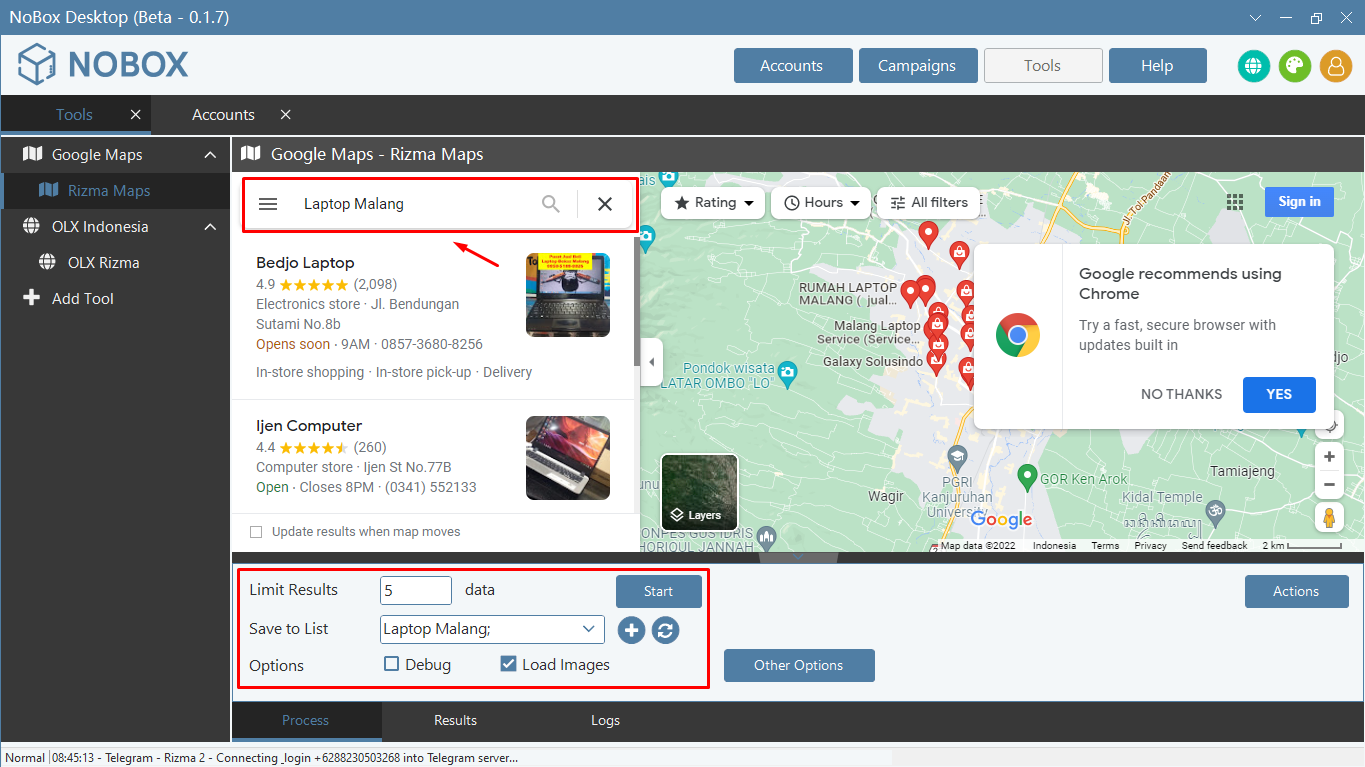 NoBox Desktop (Beta - 0.1.7)
NOBOX
Accounts
Campaigns
Tools
Help
Tools
Accounts
Google Maps
Rizma Maps
OLX Indonesia
OLX Rizma
Add Tool
Google Maps - Rizma Maps
Laptop Malang
Bedjo Laptop
4.9 (2,098)
Electronics store · Jl. Bendungan
Sutami No.8b
Opens soon · 9AM · 0857-3680-8256
In-store shopping · In-store pick-up · Delivery
Ijen Computer
4.4 (260)
Computer store · Ijen St No.77B
Open · Closes 8PM · (0341) 552133
Update results when map moves
Rating
Hours
All filters
Sign in
Jl.-Tol Pandaan
RUMAH LAPTOP
MALANG ( jual...
Malang Laptop
Service (Service...
Galaxy Solusindo
Pondok wisata
LATAR OMBO "LO"
Google recommends using
Chrome
Try a fast, secure browser with
updates built in
NO THANKS
YES
Layers
Wagir
PGRI
Kanjuruhan
University
GOR Ken Arok
Tamiajeng
Kidal Temple
Google
ONPES GUS IDRIS
HORIOUL JANNAH
Map data ©2022
Indonesia
Terms
Privacy
Send feedback
2 km
Limit Results
5
data
Start
Actions
Save to List
Laptop Malang;
Options
Debug
Load Images
Other Options
Process
Results
Logs
Normal
08:45:13 - Telegram - Rizma 2 - Connecting _login +6288230503268 into Telegram server...